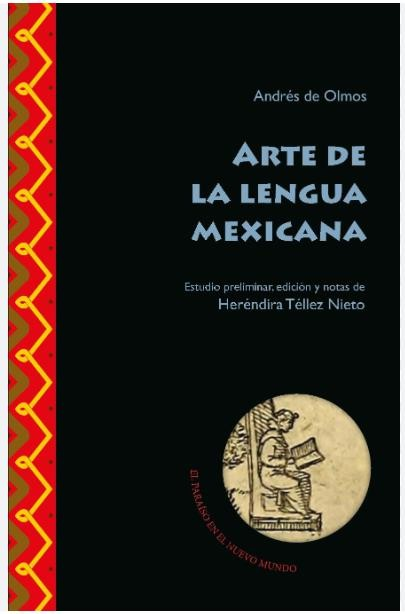 Andrés de Olmos
ARTE DE
LA LENGUA
MEXICANA
Estudio preliminar, edición y notas de
Heréndira Téllez Nieto
EL PARAÍSO EN EL NUEVO MUNDO